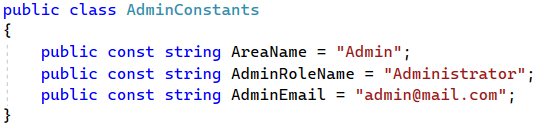 public class AdminConstants
{
    public const string AreaName = "Admin";
    public const string AdminRoleName = "Administrator";
    public const string AdminEmail = "admin@mail.com";
}